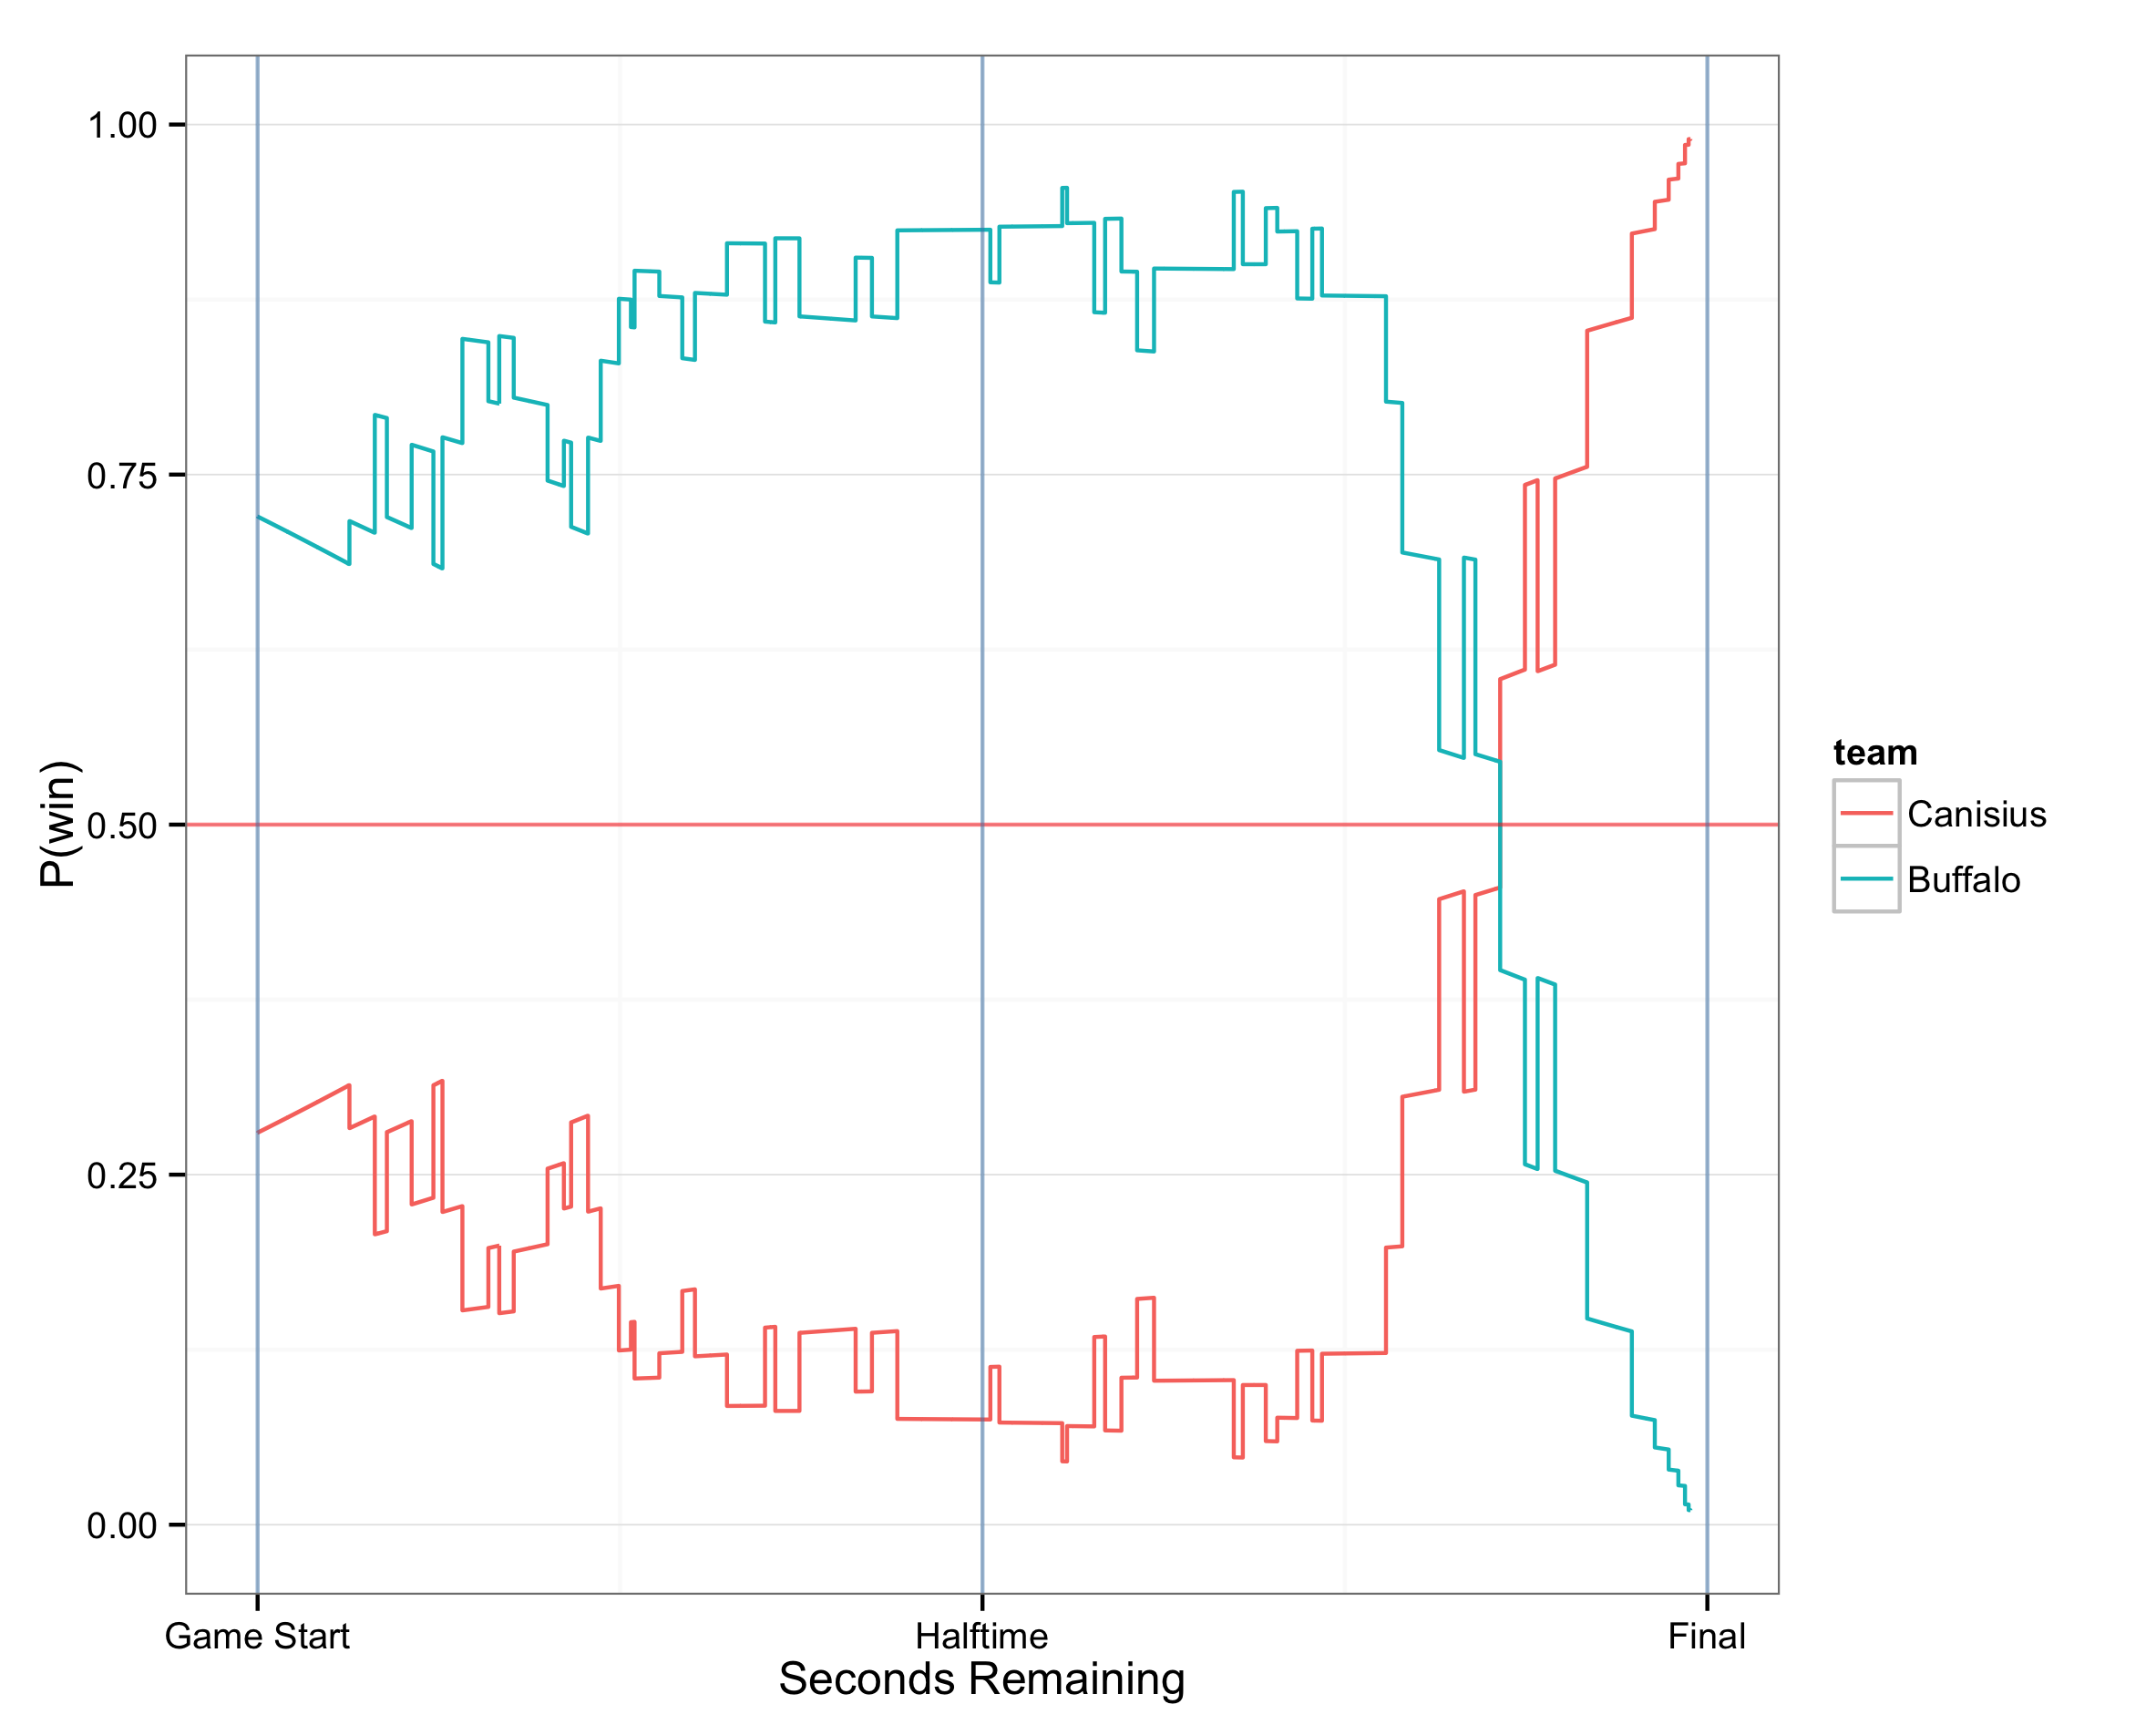 1.00
0.75
0.50
0.25
0.00
P(win)
Game Start
Halftime
Final
Seconds Remaining
team
Canisius
Buffalo